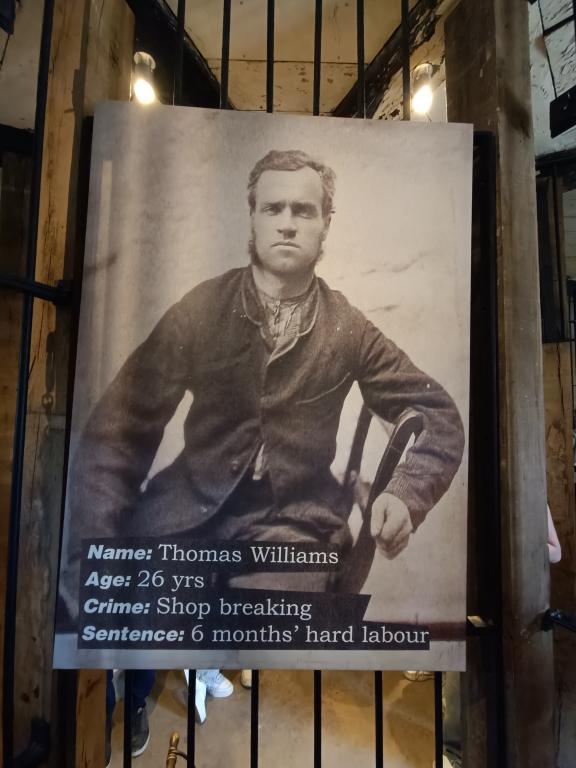 Name: Thomas Williams
Age: 26 yrs
Crime: Shop breaking
Sentence: 6 months' hard labour